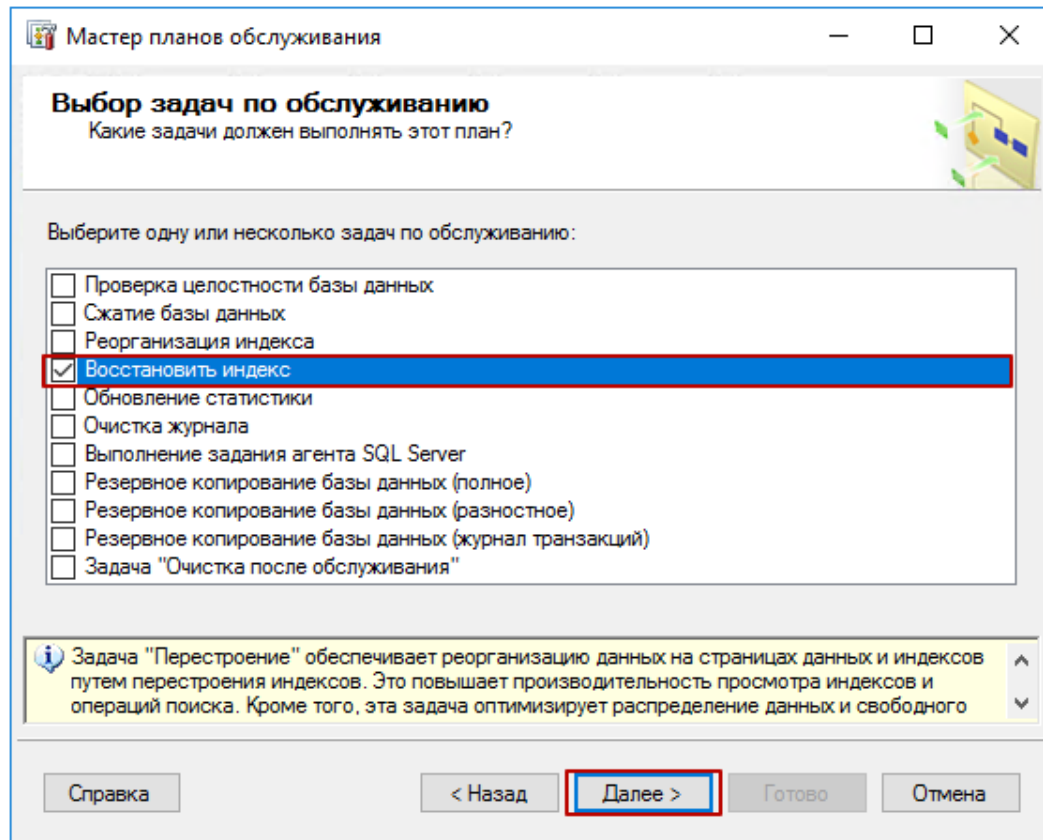 Мастер планов обслуживания
Выбор задач по обслуживанию
Какие задачи должен выполнять этот план?
Выберите одну или несколько задач по обслуживанию:
Проверка целостности базы данных
Сжатие базы данных
Реорганизация индекса
Восстановить индекс
Обновление статистики
Очистка журнала
Выполнение задания агента SQL Server
Резервное копирование базы данных (полное)
Резервное копирование базы данных (разностное)
Резервное копирование базы данных (журнал транзакций)
Задача "Очистка после обслуживания"
Задача "Перестроение" обеспечивает реорганизацию данных на страницах данных и индексов
путем перестроения индексов. Это повышает производительность просмотра индексов и
операций поиска. Кроме того, эта задача оптимизирует распределение данных и свободного
Справка
< Назад
Далее >
Готово
Отмена